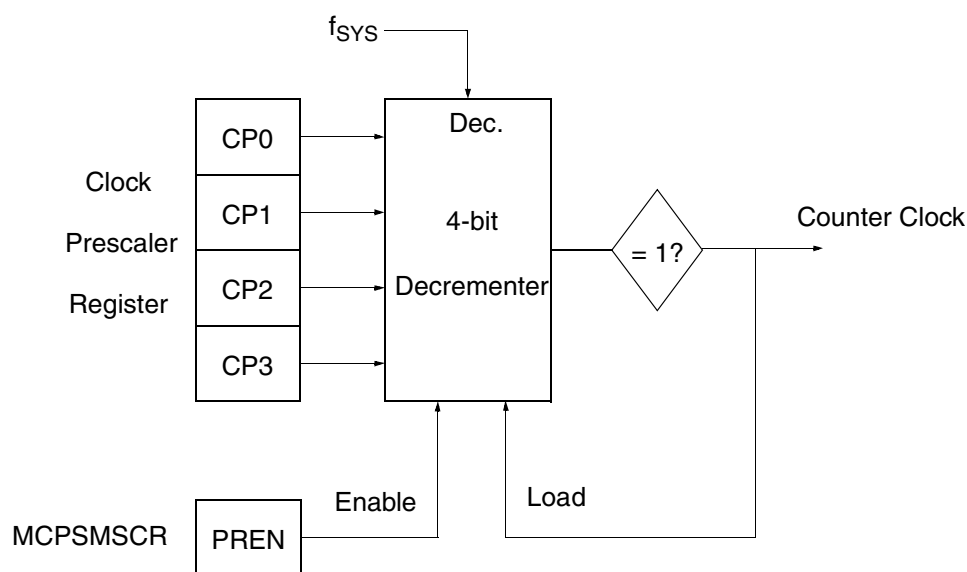 fSYS
CP0
CP1
CP2
CP3
Clock
Prescaler
Register
Dec.
4-bit
Decrementer
= 1?
Counter Clock
Enable
Load
MCPSMSCR
PREN